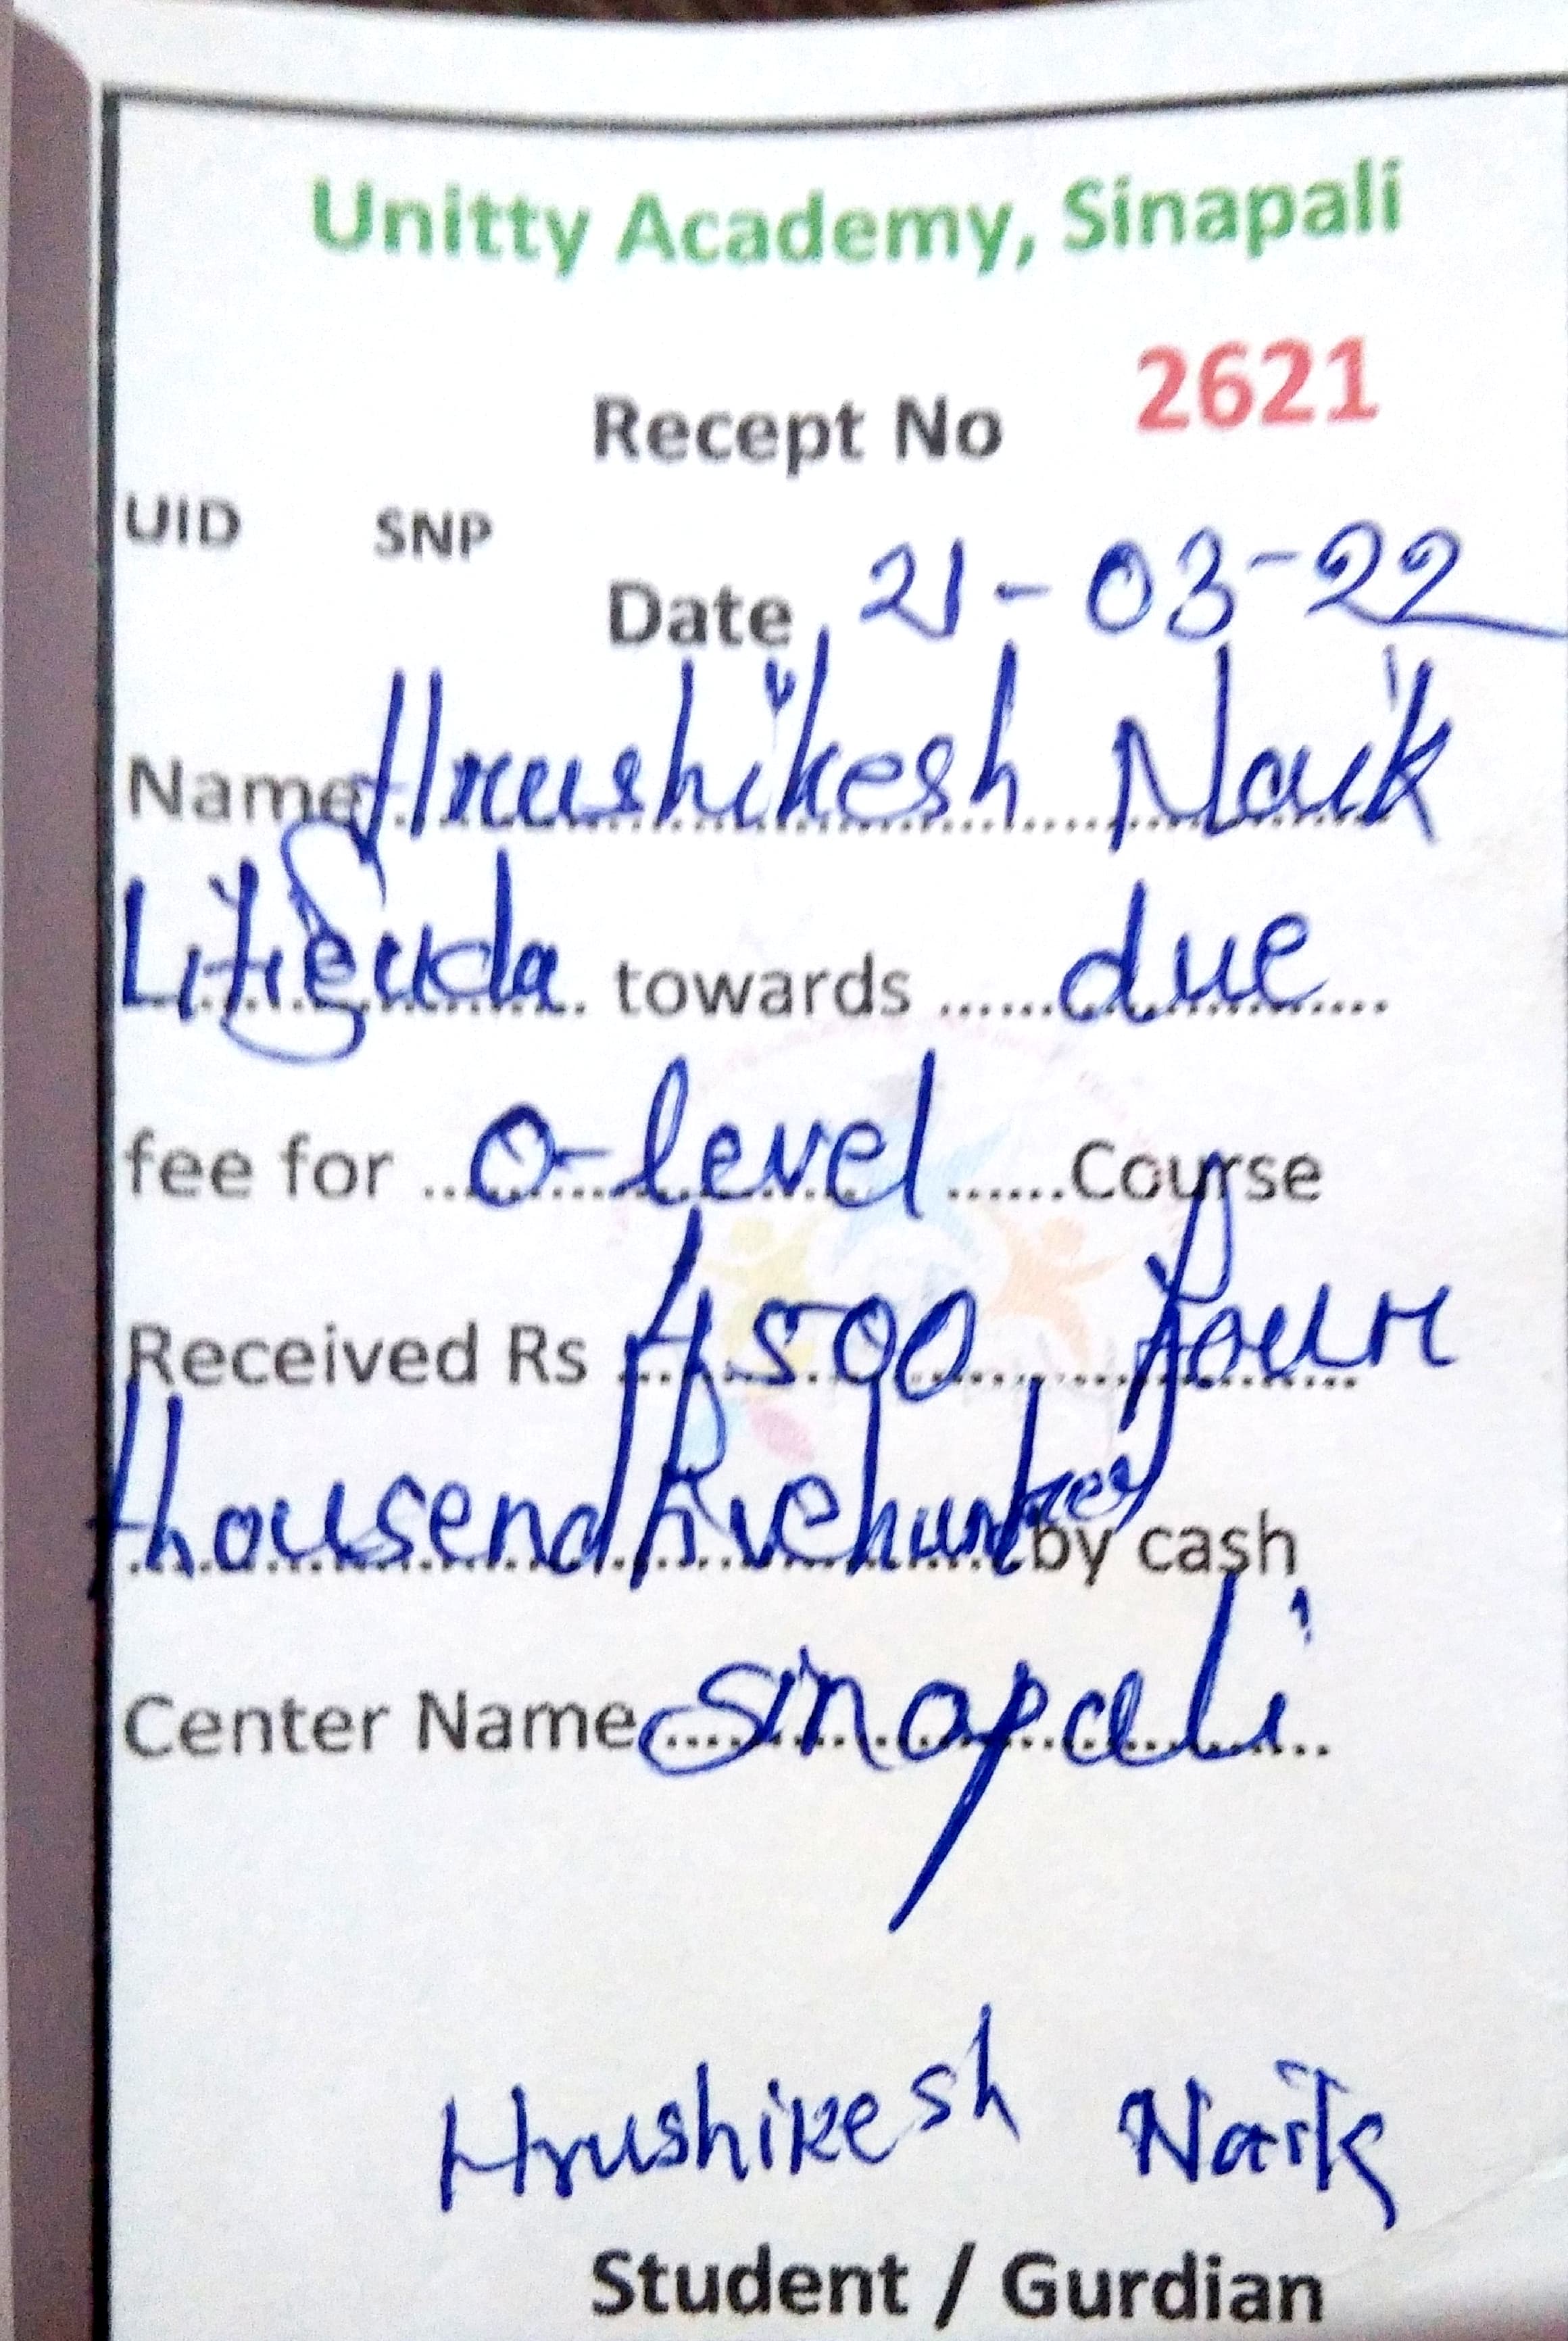 Unitty Academy, Sinapali
Recept No 2621
UID SNP
Date 21-03-22
Name Hrushikesh Naik
Litiguda towards ...... due
fee for ... O-level ......Course
Received Rs 4500 four
thousend five by cash
Center Name Sinapali
Hrushikesh Naik
Student / Gurdian